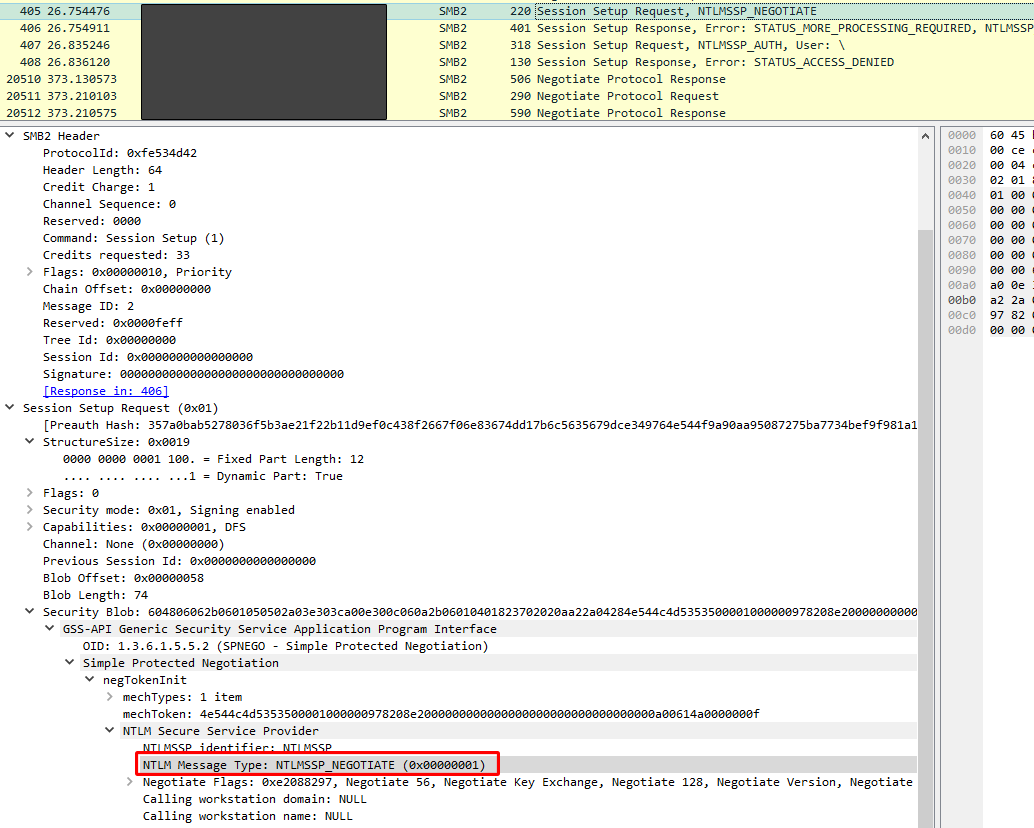 405 26.754476 SMB2 220 Session Setup Request, NTLMSSP_NEGOTIATE
406 26.754911 SMB2 401 Session Setup Response, Error: STATUS_MORE_PROCESSING_REQUIRED, NTLMSSP
407 26.835246 SMB2 318 Session Setup Request, NTLMSSP_AUTH, User: \
408 26.836120 SMB2 130 Session Setup Response, Error: STATUS_ACCESS_DENIED
20510 373.130573 SMB2 506 Negotiate Protocol Response
20511 373.210103 SMB2 290 Negotiate Protocol Request
20512 373.210575 SMB2 590 Negotiate Protocol Response
SMB2 Header
ProtocolId: 0xfe534d42
Header Length: 64
Credit Charge: 1
Channel Sequence: 0
Reserved: 0000
Command: Session Setup (1)
Credits requested: 33
Flags: 0x00000010, Priority
Chain Offset: 0x00000000
Message ID: 2
Reserved: 0x0000feff
Tree Id: 0x00000000
Session Id: 0x0000000000000000
Signature: 00000000000000000000000000000000
[Response in: 406]
Session Setup Request (0x01)
[Preauth Hash: 357a0bab5278036f5b3ae21f22b11d9ef0c438f2667f06e83674dd17b6c5635679dce349764e544f9a90aa95087275ba7734bef9f981a1
StructureSize: 0x0019
0000 0000 0001 100. = Fixed Part Length: 12
.... .... .... ...1 = Dynamic Part: True
Flags: 0
Security mode: 0x01, Signing enabled
Capabilities: 0x00000001, DFS
Channel: None (0x00000000)
Previous Session Id: 0x0000000000000000
Blob Offset: 0x00000058
Blob Length: 74
Security Blob: 604806062b0601050502a03e303ca00e300c060a2b06010401823702020aa22a04284e544c4d5353500001000000978208e20000000000
GSS-API Generic Security Service Application Program Interface
OID: 1.3.6.1.5.5.2 (SPNEGO - Simple Protected Negotiation)
Simple Protected Negotiation
negTokenInit
mechTypes: 1 item
mechToken: 4e544c4d5353500001000000978208e2000000000000000000000000000000000a00614a0000000f
NTLM Secure Service Provider
NTLMSSP identifier: NTLMSSP
NTLM Message Type: NTLMSSP_NEGOTIATE (0x00000001)
Negotiate Flags: 0xe2088297, Negotiate 56, Negotiate Key Exchange, Negotiate 128, Negotiate Version, Negotiate
Calling workstation domain: NULL
Calling workstation name: NULL
0000 60 45
0010 00 ce
0020 00 04
0030 02 01
0040 01 00
0050 00 00
0060 00 00
0070 00 00
0080 00 00
0090 00 00
00a0 a0 0e
00b0 a2 2a
00c0 97 82
00d0 00 00